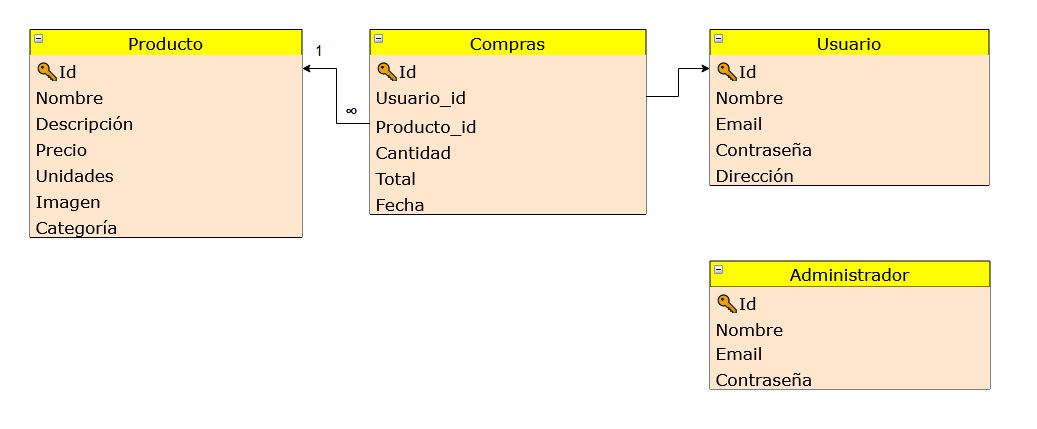 Producto
Id
Nombre
Descripción
Precio
Unidades
Imagen
Categoría
1
∞
Compras
Id
Usuario_id
Producto_id
Cantidad
Total
Fecha
Usuario
Id
Nombre
Email
Contraseña
Dirección
Administrador
Id
Nombre
Email
Contraseña